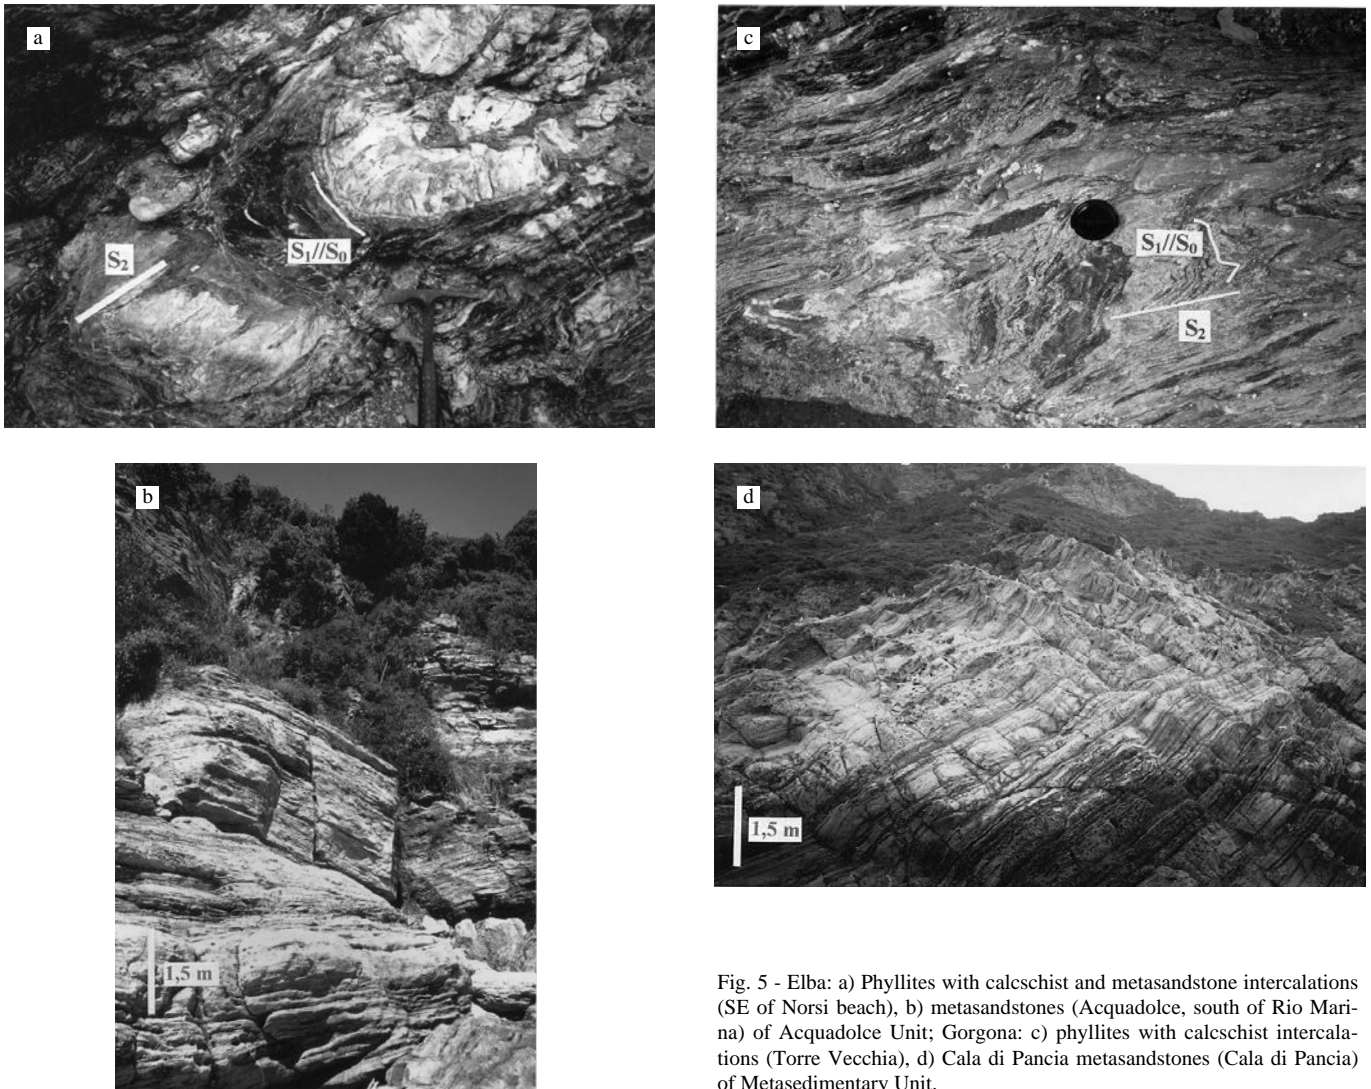 a
S2
S1//S0
c
S1//S0
S2
b
1,5 m
d
1,5 m
Fig. 5 - Elba: a) Phyllites with calcschist and metasandstone intercalations
(SE of Norsi beach), b) metasandstones (Acquadolce, south of Rio Mari-
na) of Acquadolce Unit; Gorgona: c) phyllites with calcschist intercala-
tions (Torre Vecchia), d) Cala di Pancia metasandstones (Cala di Pancia)
of Metasedimentary Unit.